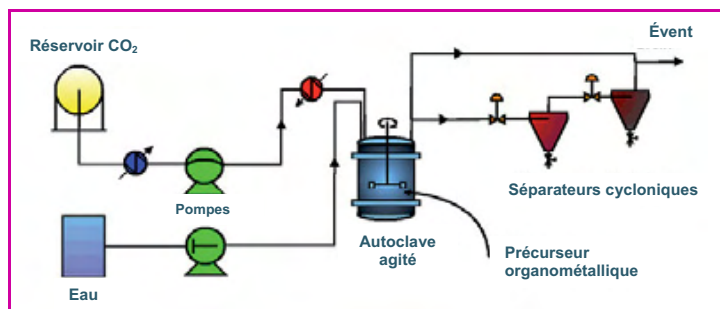 Réservoir CO₂
Évent
Pompes
Séparateurs cycloniques
Autoclave
agité
Précurseur
organométallique
Eau